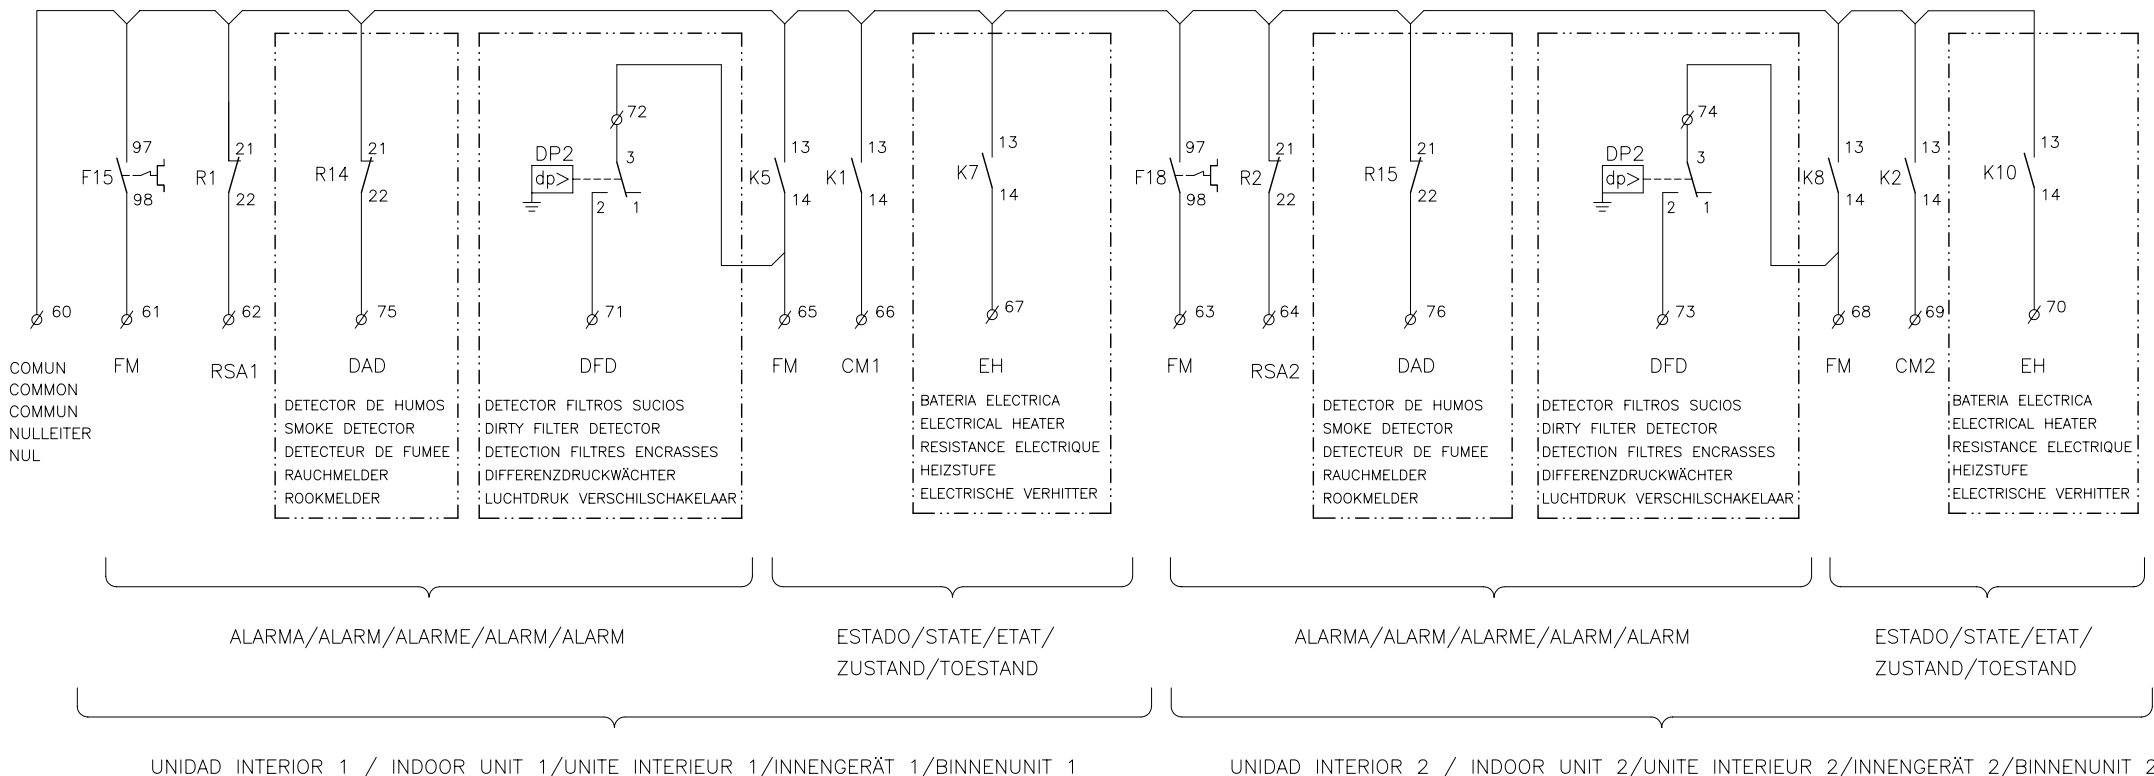 72
74
97
21
21
13
13
13
97
21
21
13
13
13
DP2
3
DP2
3
F15
R1
R14
dp>
K5
K1
K7
F18
R2
R15
dp>
K8
K2
K10
98
22
22
2
1
14
14
14
98
22
22
2
1
14
14
14
60
61
62
75
71
65
66
67
63
64
76
73
68
69
70
FM
RSA1
DAD
DFD
FM
CM1
EH
FM
RSA2
DAD
DFD
FM
CM2
EH
COMUN
COMMON
COMMUN
NULLEITER
NUL
DETECTOR DE HUMOS
SMOKE DETECTOR
DETECTEUR DE FUMEE
RAUCHMELDER
ROOKMELDER
DETECTOR FILTROS SUCIOS
DIRTY FILTER DETECTOR
DETECTION FILTRES ENCRASSES
DIFFERENZDRUCKWÄCHTER
LUCHTDRUK VERSCHILSCHAKELAAR
BATERIA ELECTRICA
ELECTRICAL HEATER
RESISTANCE ELECTRIQUE
HEIZSTUFE
ELECTRISCHE VERHITTER
DETECTOR DE HUMOS
SMOKE DETECTOR
DETECTEUR DE FUMEE
RAUCHMELDER
ROOKMELDER
DETECTOR FILTROS SUCIOS
DIRTY FILTER DETECTOR
DETECTION FILTRES ENCRASSES
DIFFERENZDRUCKWÄCHTER
LUCHTDRUK VERSCHILSCHAKELAAR
BATERIA ELECTRICA
ELECTRICAL HEATER
RESISTANCE ELECTRIQUE
HEIZSTUFE
ELECTRISCHE VERHITTER
ALARMA/ALARM/ALARME/ALARM/ALARM
ESTADO/STATE/ETAT/
ZUSTAND/TOESTAND
ALARMA/ALARM/ALARME/ALARM/ALARM
ESTADO/STATE/ETAT/
ZUSTAND/TOESTAND
UNIDAD INTERIOR 1 / INDOOR UNIT 1/UNITE INTERIEUR 1/INNENGERÄT 1/BINNENUNIT 1
UNIDAD INTERIOR 2 / INDOOR UNIT 2/UNITE INTERIEUR 2/INNENGERÄT 2/BINNENUNIT 2